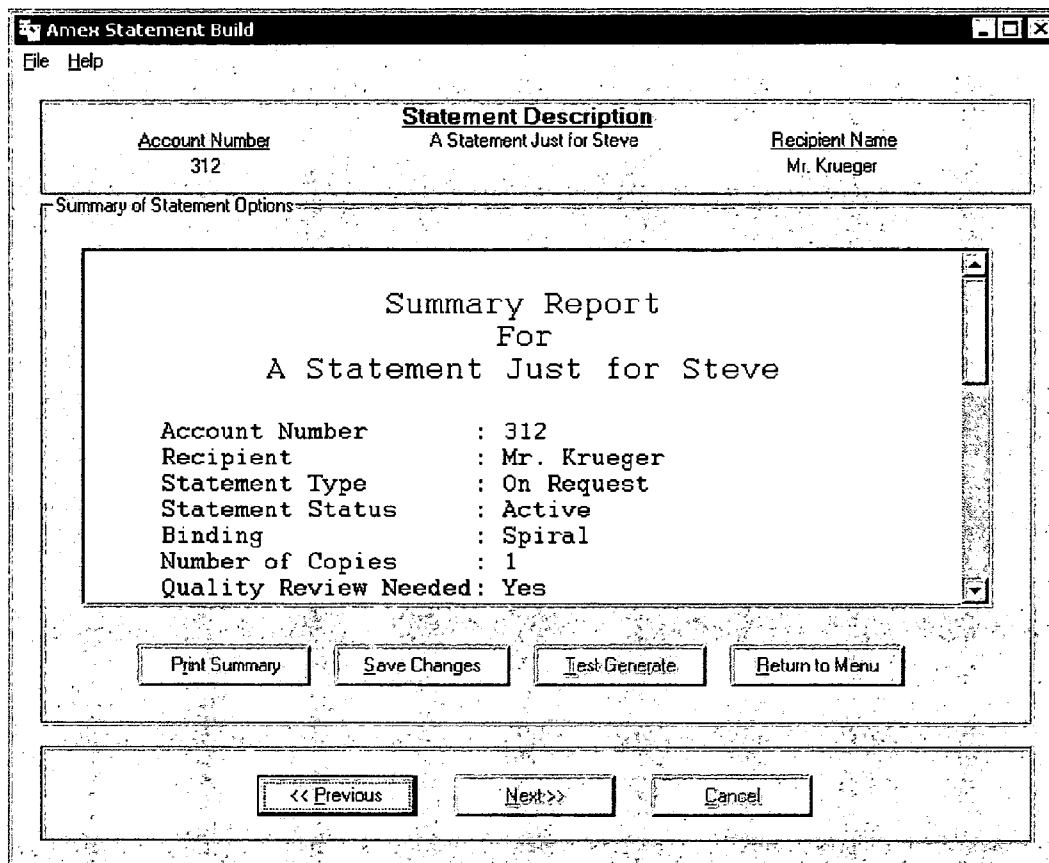 Amex Statement Build
File Help
Statement Description
Account Number A Statement Just for Steve Recipient Name
312 Mr. Krueger
Summary of Statement Options
Summary Report
For
A Statement Just for Steve
Account Number : 312
Recipient : Mr. Krueger
Statement Type : On Request
Statement Status : Active
Binding : Spiral
Number of Copies : 1
Quality Review Needed: Yes
Print Summary Save Changes Test Generate Return to Menu
<< Previous Next>> Cancel